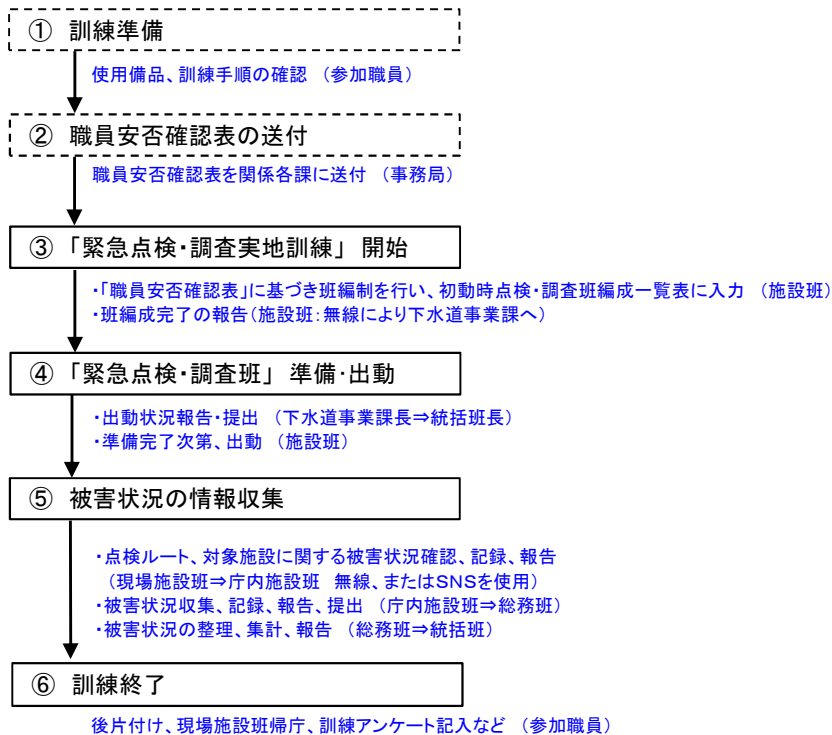 ① 訓練準備
使用備品、訓練手順の確認 （参加職員）
② 職員安否確認表の送付
職員安否確認表を関係各課に送付 （事務局）
③ 「緊急点検・調査実地訓練」 開始
・「職員安否確認表」に基づき班編制を行い、初動時点検・調査班編成一覧表に入力 （施設班）
・班編成完了の報告（施設班：無線により下水道事業課へ）
④ 「緊急点検・調査班」 準備・出動
・出動状況報告・提出 （下水道事業課長⇒統括班長）
・準備完了次第、出動 （施設班）
⑤ 被害状況の情報収集
・点検ルート、対象施設に関する被害状況確認、記録、報告
（現場施設班⇒庁内施設班 無線、またはＳＮＳを使用）
・被害状況収集、記録、報告、提出 （庁内施設班⇒総務班）
・被害状況の整理、集計、報告 （総務班⇒統括班）
⑥ 訓練終了
後片付け、現場施設班帰庁、訓練アンケート記入など （参加職員）